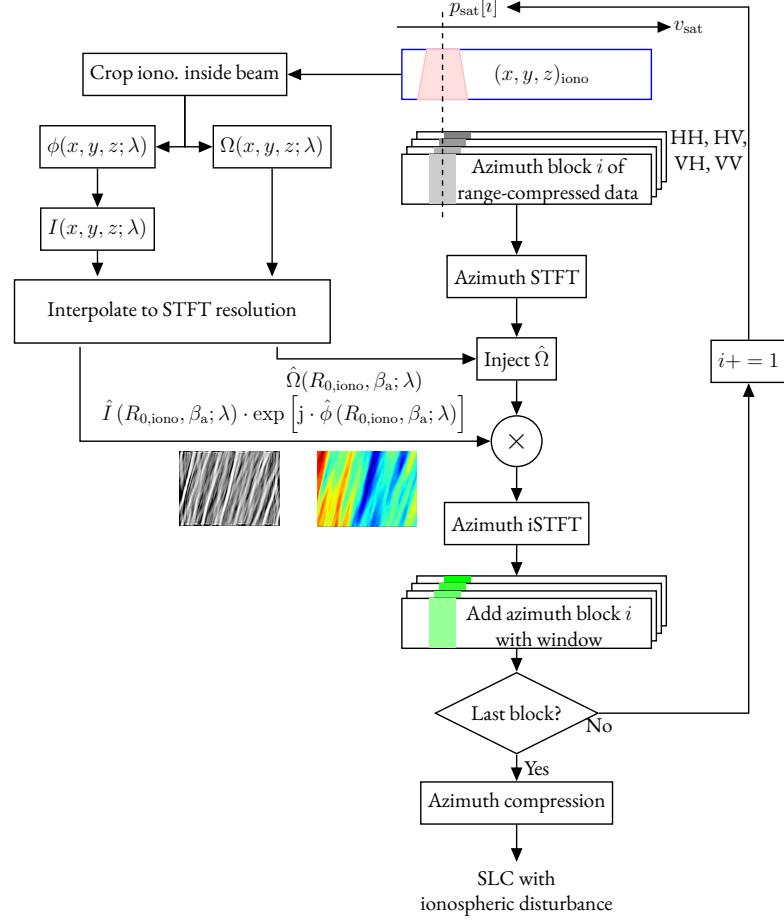 p_sat[i]
v_sat
Crop iono. inside beam
(x, y, z)_iono
HH, HV,
VH, VV
ϕ(x, y, z; λ)
Ω(x, y, z; λ)
Azimuth block i of
range-compressed data
I(x, y, z; λ)
Azimuth STFT
Interpolate to STFT resolution
Inject Ω̂
i+ = 1
Ω̂(R_0,iono, β_a; λ)
Î (R_0,iono, β_a; λ) · exp [j · ϕ̂ (R_0,iono, β_a; λ)]
×
Azimuth iSTFT
Add azimuth block i
with window
Last block?
No
Yes
Azimuth compression
SLC with
ionospheric disturbance